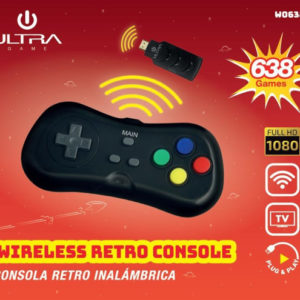 ULTRA
GAME
W063
638
Games
MAIN
FULL HD
1080
TV
WIRELESS RETRO CONSOLE
CONSOLA RETRO INALÁMBRICA
PLUG & PLAY